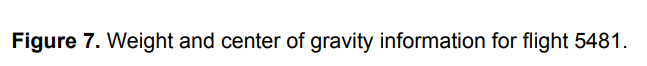 Figure 7. Weight and center of gravity information for flight 5481.